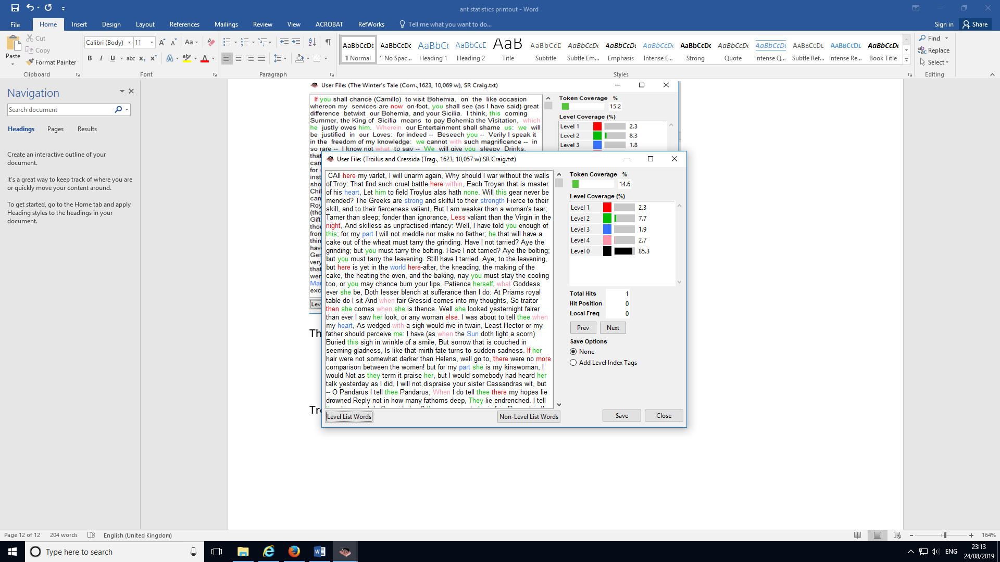 ant statistics printout - Word
File Home Insert Design Layout References Mailings Review View ACROBAT RefWorks Tell me what you want to do... Sign in Share
Paste Cut Copy Format Painter
Calibri (Body) 11
AaBbCcDc AaBbCcDc AaBbC( AaBbCcD AaB AaBbCcD AaBbCcDc AaBbCcDc AaBbCcDc AaBbCcDc AaBbCcDc AaBbCcDc AABBCCDE AABBCCDE AaBbCcDc
¶ Normal ¶ No Spac... Heading 1 Heading 2 Title Subtitle Subtle Em... Emphasis Intense E... Strong Quote Intense Q... Subtle Ref... Intense Re... Book Title
Find Replace Select
Clipboard Font Paragraph Styles Editing
Navigation
Search document
Headings Pages Results
Create an interactive outline of your
document.
It's a great way to keep track of where you are
or quickly move your content around.
To get started, go to the Home tab and apply
Heading styles to the headings in your
document.
User File: (The Winter's Tale (Com.,1623, 10,069 w), SR Craig.txt)
If you shall chance (Camillo) to visit Bohemia, on the like occasion
whereon my services are now on-foot, you shall see (as I have said) great
difference betwixt our Bohemia, and your Sicilia. I think, this coming
Summer, the King of Sicilia means to pay Bohemia the Visitation, which
he justly owes him. Wherein our Entertainment shall shame us: we will
be justified in our Loves: for indeed -- Beseech you -- Verily I speak it
in the freedom of my knowledge: we cannot with such magnificence -- in
so rare -- I know not what to say -- We will give you sleepy Drinks,
Token Coverage %
15.2
Level Coverage (%)
Level 1 2.3
Level 2 8.3
Level 3 1.8
User File: (Troilus and Cressida (Trag., 1623, 10,057 w) SR Craig.txt)
CAll here my varlet, I will unarm again, Why should I war without the walls
of Troy: That find such cruel battle here within, Each Troyan that is master
of his heart, Let him to field Troylus alas hath none. Will this gear never be
mended? The Greeks are strong and skilful to their strength Fierce to their
skill, and to their fierceness valiant, But I am weaker than a woman's tear;
Tamer than sleep; fonder than ignorance, Less valiant than the Virgin in the
night, And skilless as unpractised infancy: Well, I have told you enough of
this; for my part I will not meddle nor make no farther; he that will have a
cake out of the wheat must tarry the grinding. Have I not tarried? Aye the
grinding; but you must tarry the bolting. Have I not tarried? Aye the bolting;
but you must tarry the leavening. Still have I tarried. Aye, to the leavening,
but here is yet in the world here-after, the kneading, the making of the
cake, the heating the oven, and the baking, nay you must stay the cooling
too, or you may chance burn your lips. Patience herself, what Goddess
ever she be, Doth lesser blench at sufferance than I do: At Priams royal
table do I sit And when fair Gressid comes into my thoughts, So traitor
then she comes when she is thence. Well she looked yesternight fairer
than ever I saw her look, or any woman else. I was about to tell thee when
my heart, As wedged with a sigh would rive in twain, Least Hector or my
father should perceive me: I have (as when the Sun doth light a scorn)
Buried this sigh in wrinkle of a smile, But sorrow that is couched in
seeming gladness, Is like that mirth fate turns to sudden sadness. If her
hair were not somewhat darker than Helens, well go to, there were no more
comparison between the women! but for my part she is my kinswoman, I
would Not as they term it praise her, but I would somebody had heard her
talk yesterday as I did, I will not dispraise your sister Cassandras wit, but
-- O Pandarus I tell thee Pandarus, When I do tell thee there my hopes lie
drowned Reply not in how many fathoms deep, They lie endrenched. I tell
Token Coverage %
14.6
Level Coverage (%)
Level 1 2.3
Level 2 7.7
Level 3 1.9
Level 4 2.7
Level 0 85.3
Total Hits 1
Hit Position 0
Local Freq 0
Prev Next
Save Options
None
Add Level Index Tags
Level List Words Non-Level List Words Save Close
Page 12 of 12 204 words English (United Kingdom) 164%
Type here to search
ENG 23:13
24/08/2019